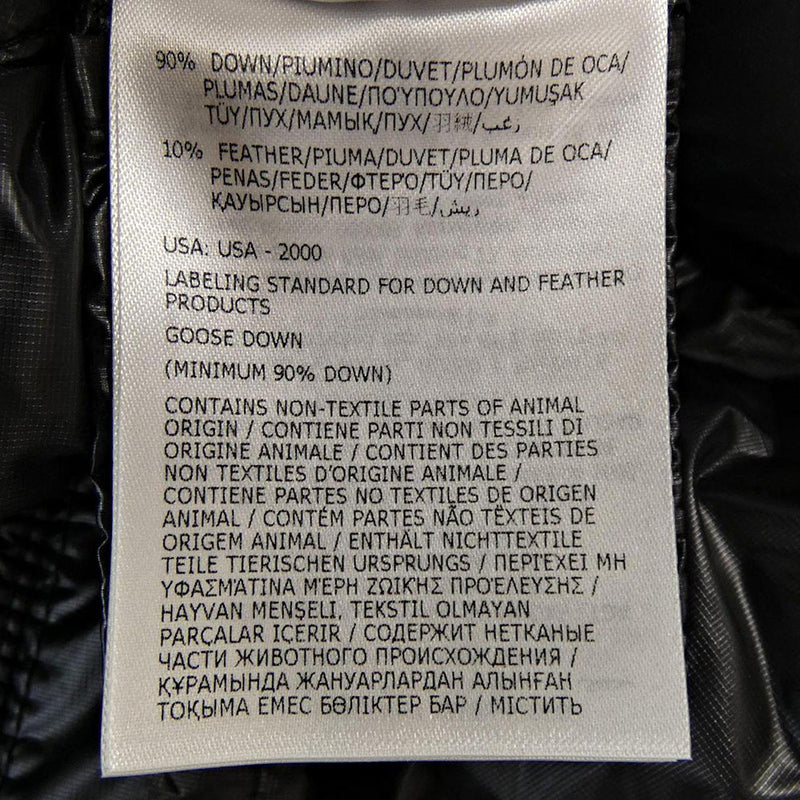 90% DOWN/PIUMINO/DUVET/PLUMÓN DE OCA/
PLUMAS/DAUNE/ΠΟΎΠΟΥΛΟ/YUMUŞAK
TÜY/ПУХ/МАМЫҚ/ПУХ/羽絨/زغب
10% FEATHER/PIUMA/DUVET/PLUMA DE OCA/
PENAS/FEDER/ΦΤΕΡΌ/TÜY/ПЕРО/
ҚАУЫРСЫН/ПЕРО/羽毛/ريش
USA: USA - 2000
LABELING STANDARD FOR DOWN AND FEATHER
PRODUCTS
GOOSE DOWN
(MINIMUM 90% DOWN)
CONTAINS NON-TEXTILE PARTS OF ANIMAL
ORIGIN / CONTIENE PARTI NON TESSILI DI
ORIGINE ANIMALE / CONTIENT DES PARTIES
NON TEXTILES D'ORIGINE ANIMALE /
CONTIENE PARTES NO TEXTILES DE ORIGEN
ANIMAL / CONTÉM PARTES NÃO TÊXTEIS DE
ORIGEM ANIMAL / ENTHÄLT NICHTTEXTILE
TEILE TIERISCHEN URSPRUNGS / ΠΕΡΙΈΧΕΙ ΜΗ
ΥΦΑΣΜΆΤΙΝΑ ΜΈΡΗ ΖΩΙΚΉΣ ΠΡΟΈΛΕΥΣΗΣ /
HAYVAN MENŞELI, TEKSTIL OLMAYAN
PARÇALAR IÇERIR / СОДЕРЖИТ НЕТКАНЫЕ
ЧАСТИ ЖИВОТНОГО ПРОИСХОЖДЕНИЯ /
ҚҰРАМЫНДА ЖАНУАРЛАРДАН АЛЫНҒАН
ТОҚЫМА ЕМЕС БӨЛІКТЕР БАР / МІСТИТЬ